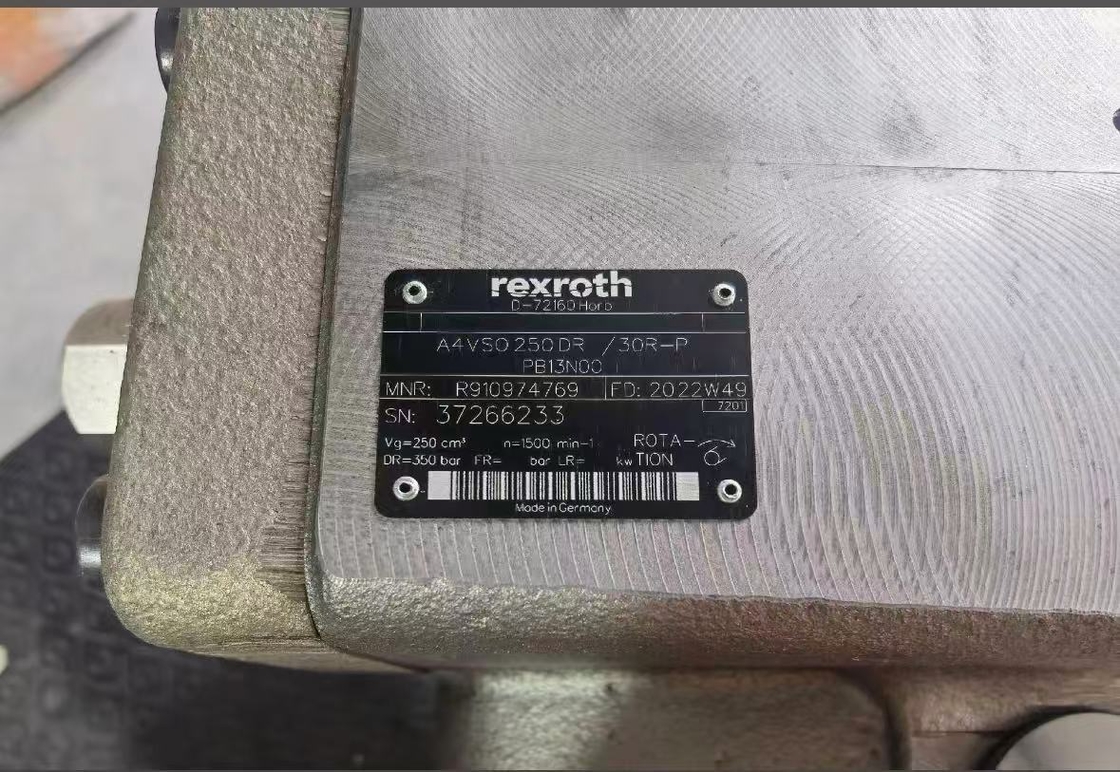 rexroth
D-72160 Horb
A4VSO 250 DR /30R-P
PB13N00
MNR: R910974769 FD: 2022W49
7201
SN: 37266233
Vg=250 cm³ n=1500 min-1 ROTA-
DR=350 bar FR= bar LR= kw TION
Made in Germany